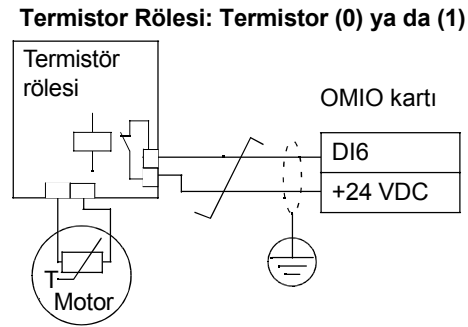 Termistor Rölesi: Termistor (0) ya da (1)
Termistör
rölesi
OMIO kartı
DI6
+24 VDC
T
Motor